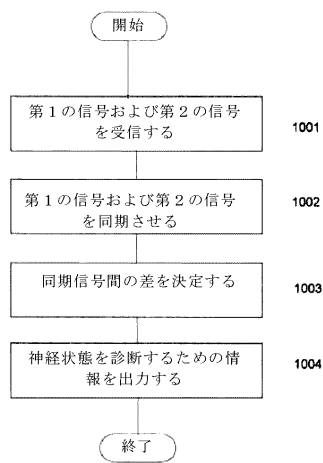 開始
第1の信号および第2の信号
を受信する
1001
第1の信号および第2の信号
を同期させる
1002
同期信号間の差を決定する
1003
神経状態を診断するための情
報を出力する
1004
終了